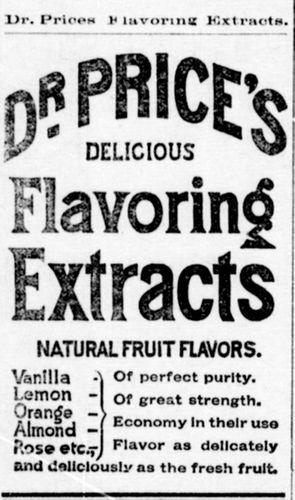 Dr. Prices Flavoring Extracts.
DR. PRICE'S
DELICIOUS
Flavoring
Extracts
NATURAL FRUIT FLAVORS.
Vanilla - Of perfect purity.
Lemon - Of great strength.
Orange -
Almond - Economy in their use
Rose etc., Flavor as delicately
and deliciously as the fresh fruit.